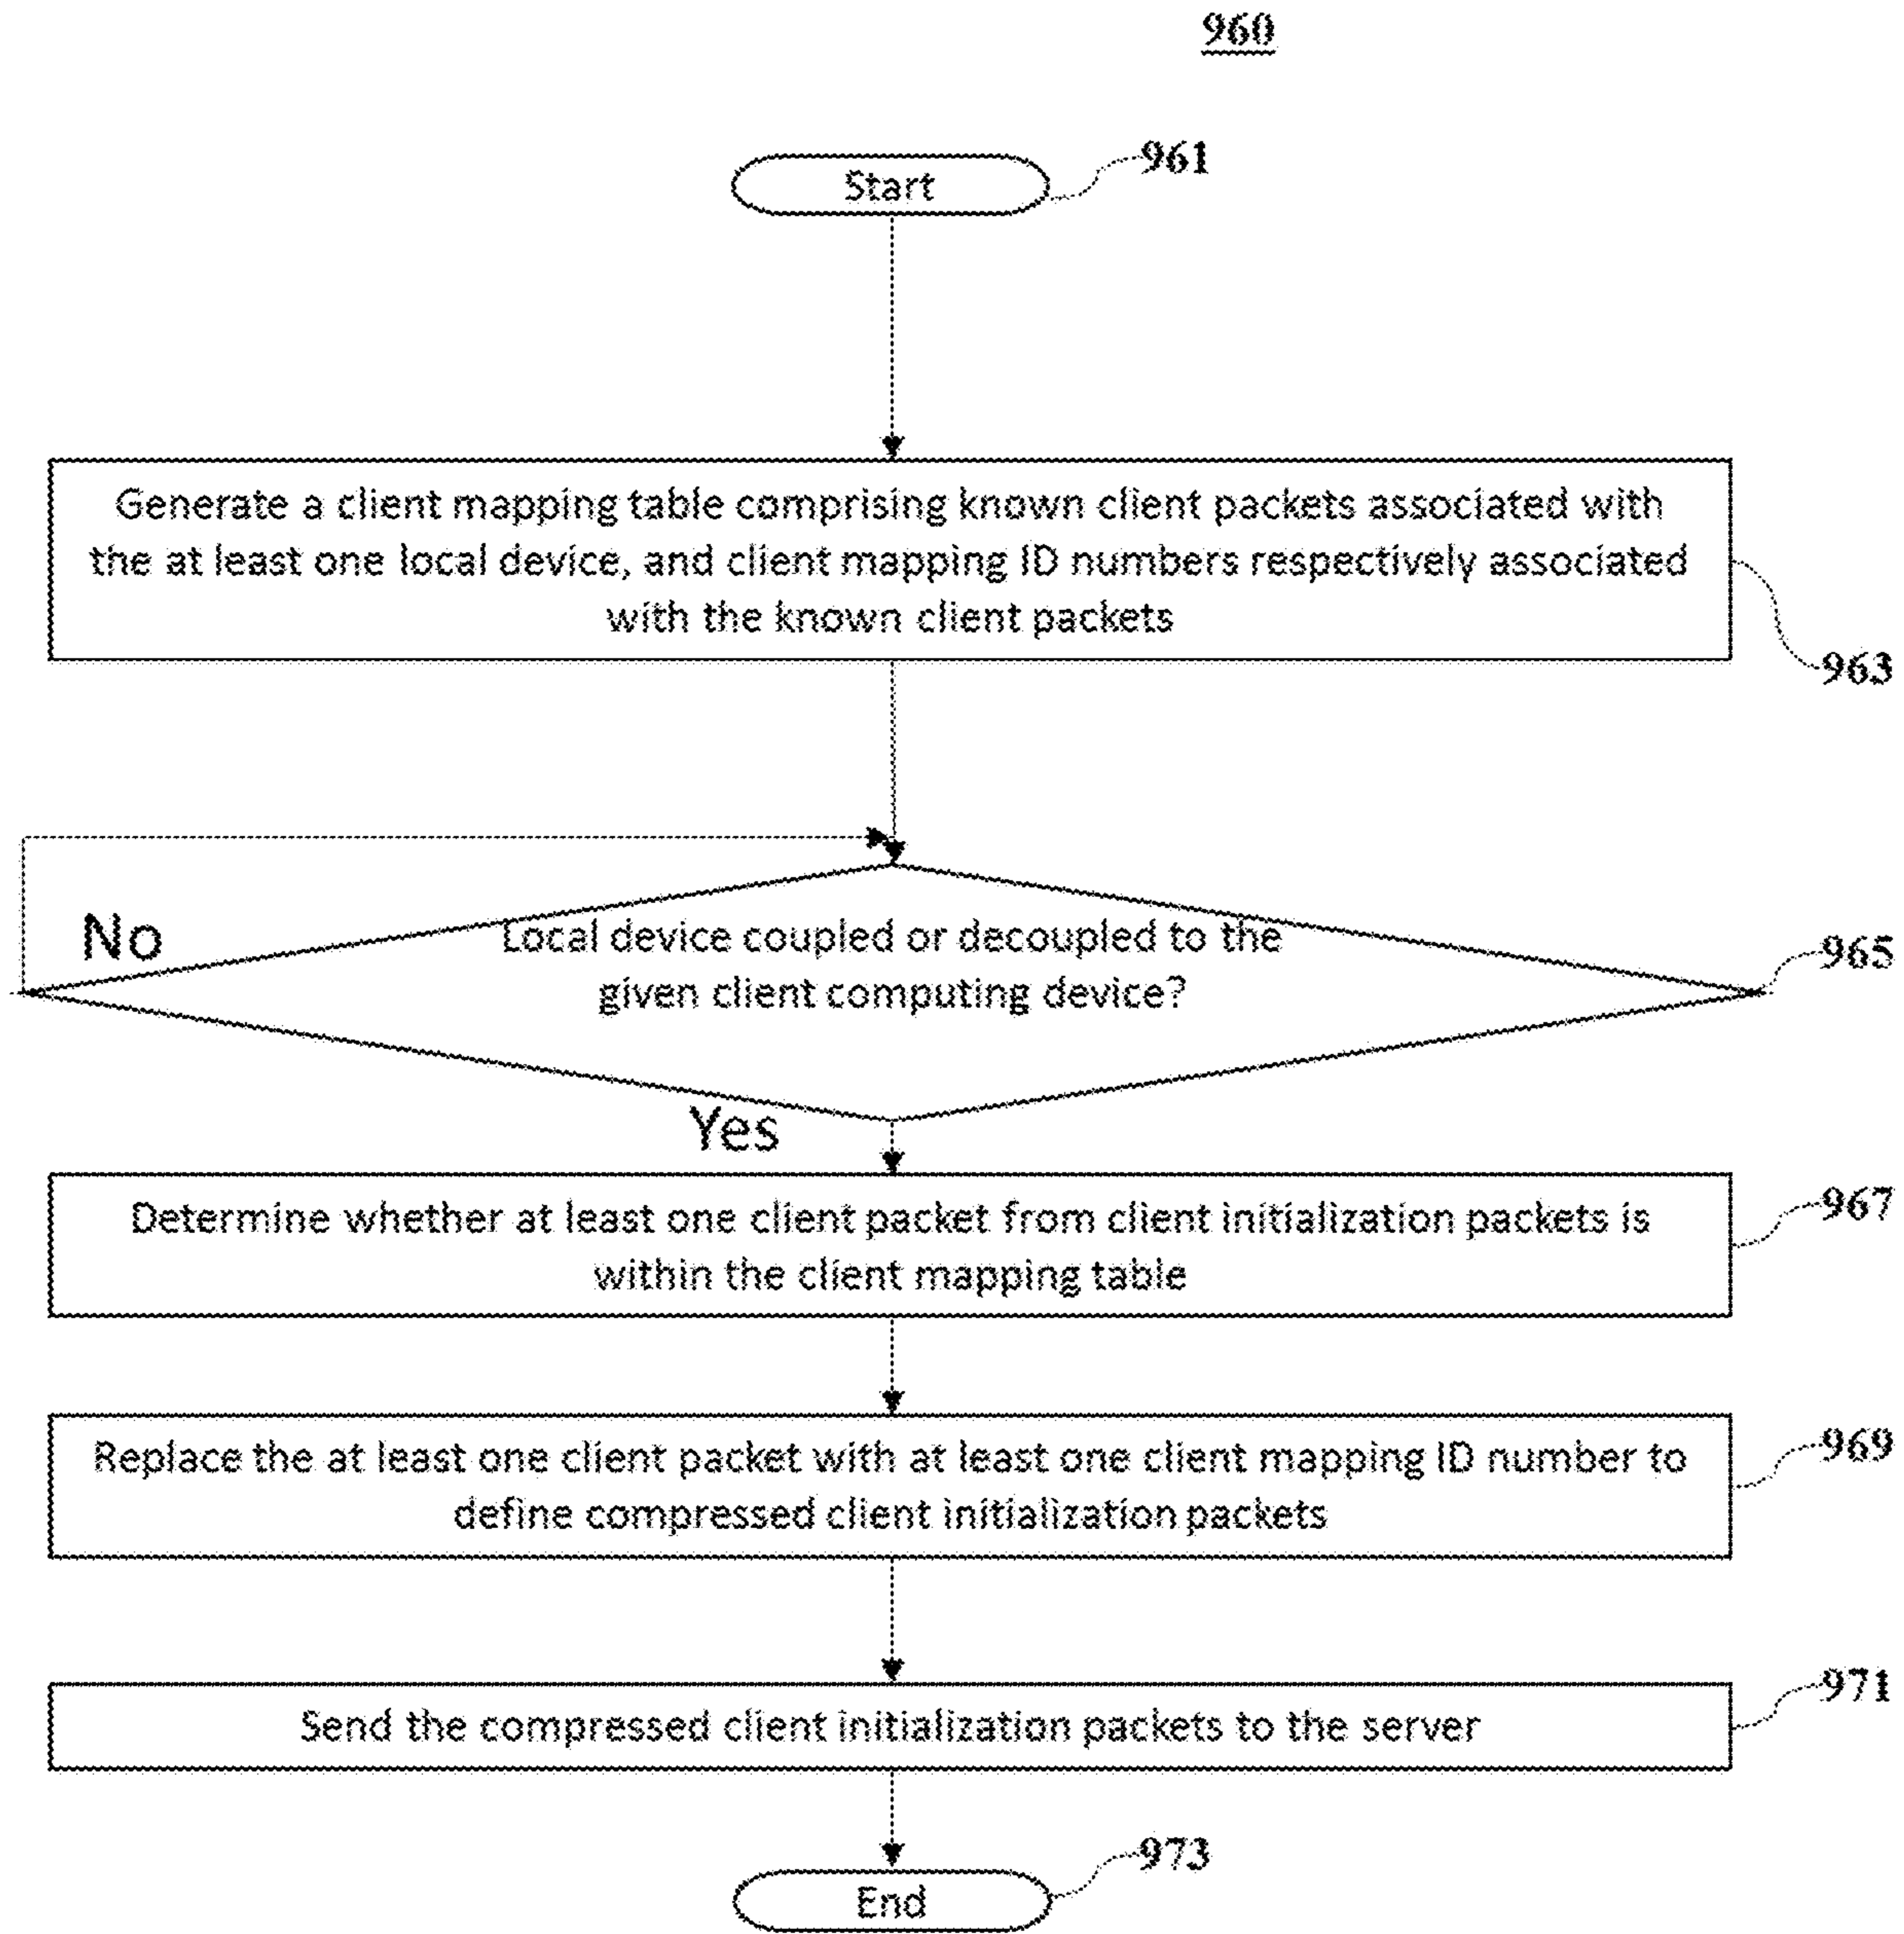 960
Start
961
Generate a client mapping table comprising known client packets associated with
the at least one local device, and client mapping ID numbers respectively associated
with the known client packets
963
No
Local device coupled or decoupled to the
given client computing device?
965
Yes
Determine whether at least one client packet from client initialization packets is
within the client mapping table
967
Replace the at least one client packet with at least one client mapping ID number to
define compressed client initialization packets
969
Send the compressed client initialization packets to the server
971
End
973